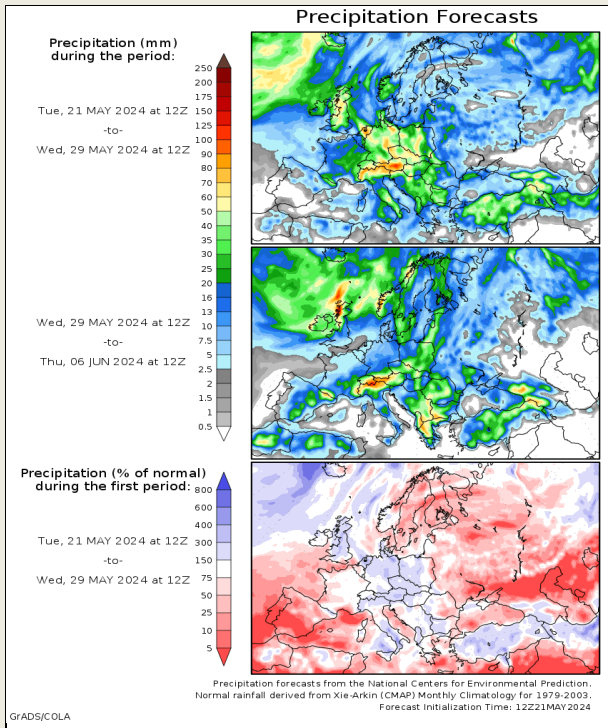 Precipitation Forecasts
Precipitation (mm)
during the period:
Tue, 21 MAY 2024 at 12Z
-to-
Wed, 29 MAY 2024 at 12Z
250
200
175
150
125
100
90
80
70
60
50
40
35
30
25
20
16
13
10
7.5
5
2.5
2
1.5
1
0.5
Wed, 29 MAY 2024 at 12Z
-to-
Thu, 06 JUN 2024 at 12Z
Precipitation (% of normal)
during the first period:
Tue, 21 MAY 2024 at 12Z
-to-
Wed, 29 MAY 2024 at 12Z
800
600
400
300
150
75
50
25
10
5
Precipitation forecasts from the National Centers for Environmental Prediction.
Normal rainfall derived from Xie-Arkin (CMAP) Monthly Climatology for 1979-2003.
Forecast Initialization Time: 12Z21MAY2024
GrADS/COLA